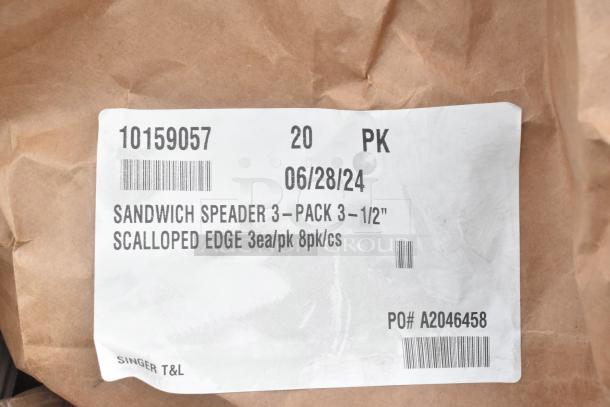 10159057 20 PK
06/28/24
SANDWICH SPEADER 3-PACK 3-1/2"
SCALLOPED EDGE 3ea/pk 8pk/cs
PO# A2046458
SINGER T&L